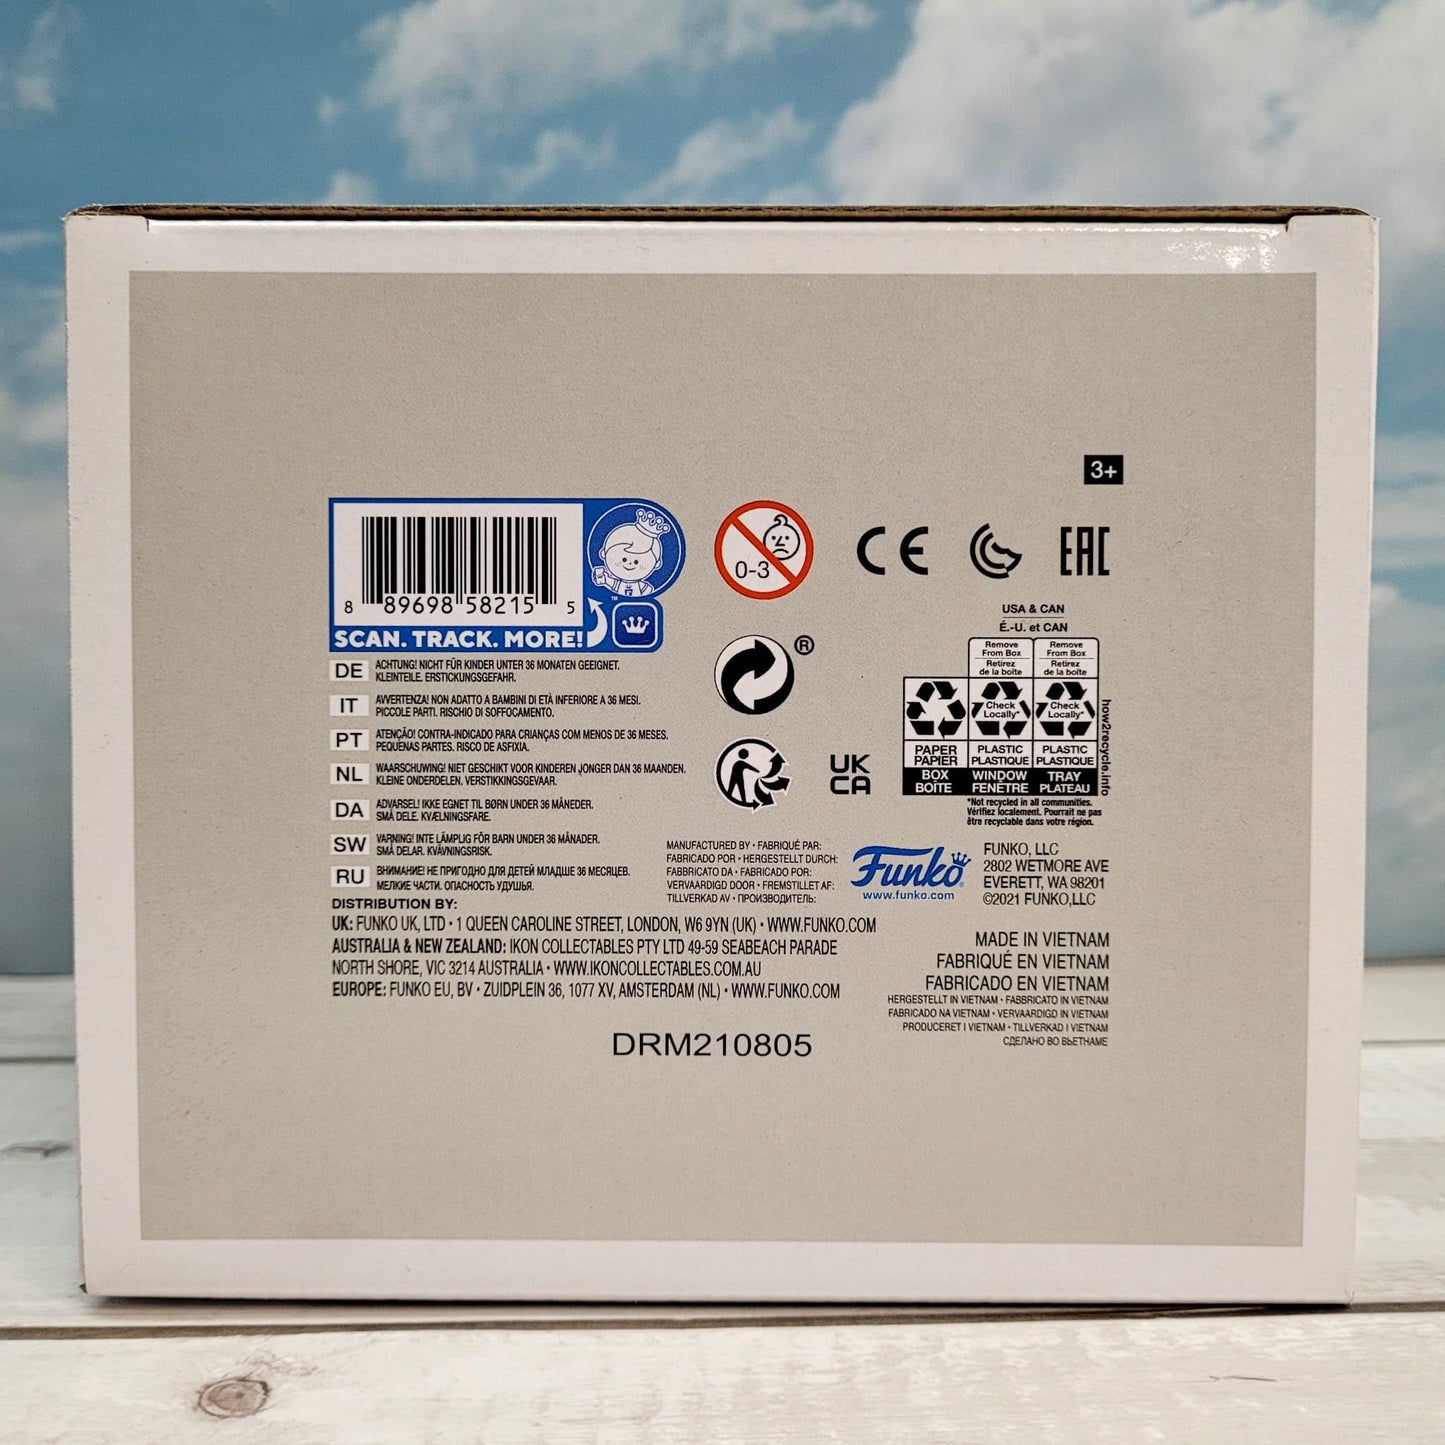 3+
8 89698 58215 5
SCAN. TRACK. MORE!
™
0-3
CE
EAC
USA & CAN
É.-U. et CAN
Remove From Box
Retirez de la boîte
Remove From Box
Retirez de la boîte
Check Locally*
Check Locally*
PAPER
PAPIER
BOX
BOÎTE
PLASTIC
PLASTIQUE
WINDOW
FENÊTRE
PLASTIC
PLASTIQUE
TRAY
PLATEAU
how2recycle.info
*Not recycled in all communities.
Vérifiez localement. Pourrait ne pas
être recyclable dans votre région.
®
UK
CA
DE ACHTUNG! NICHT FÜR KINDER UNTER 36 MONATEN GEEIGNET.
KLEINTEILE. ERSTICKUNGSGEFAHR.
IT AVVERTENZA! NON ADATTO A BAMBINI DI ETÀ INFERIORE A 36 MESI.
PICCOLE PARTI. RISCHIO DI SOFFOCAMENTO.
PT ATENÇÃO! CONTRA-INDICADO PARA CRIANÇAS COM MENOS DE 36 MESES.
PEQUENAS PARTES. RISCO DE ASFIXIA.
NL WAARSCHUWING! NIET GESCHIKT VOOR KINDEREN JONGER DAN 36 MAANDEN.
KLEINE ONDERDELEN. VERSTIKKINGSGEVAAR.
DA ADVARSEL! IKKE EGNET TIL BØRN UNDER 36 MÅNEDER.
SMÅ DELE. KVÆLNINGSFARE.
SW VARNING! INTE LÄMPLIG FÖR BARN UNDER 36 MÅNADER.
SMÅ DELAR. KVÄVNINGSRISK.
RU ВНИМАНИЕ! НЕ ПРИГОДНО ДЛЯ ДЕТЕЙ МЛАДШЕ 36 МЕСЯЦЕВ.
МЕЛКИЕ ЧАСТИ. ОПАСНОСТЬ УДУШЬЯ.
MANUFACTURED BY • FABRIQUÉ PAR:
FABRICADO POR • HERGESTELLT DURCH:
FABBRICATO DA • FABRICADO POR:
VERVAARDIGD DOOR • FREMSTILLET AF:
TILLVERKAD AV • ПРОИЗВОДИТЕЛЬ:
Funko®
www.funko.com
FUNKO, LLC
2802 WETMORE AVE
EVERETT, WA 98201
©2021 FUNKO,LLC
DISTRIBUTION BY:
UK: FUNKO UK, LTD • 1 QUEEN CAROLINE STREET, LONDON, W6 9YN (UK) • WWW.FUNKO.COM
AUSTRALIA & NEW ZEALAND: IKON COLLECTABLES PTY LTD 49-59 SEABEACH PARADE
NORTH SHORE, VIC 3214 AUSTRALIA • WWW.IKONCOLLECTABLES.COM.AU
EUROPE: FUNKO EU, BV • ZUIDPLEIN 36, 1077 XV, AMSTERDAM (NL) • WWW.FUNKO.COM
MADE IN VIETNAM
FABRIQUÉ EN VIETNAM
FABRICADO EN VIETNAM
HERGESTELLT IN VIETNAM • FABBRICATO IN VIETNAM
FABRICADO NA VIETNAM • VERVAARDIGD IN VIETNAM
PRODUCERET I VIETNAM • TILLVERKAD I VIETNAM
СДЕЛАНО ВО ВЬЕТНАМЕ
DRM210805